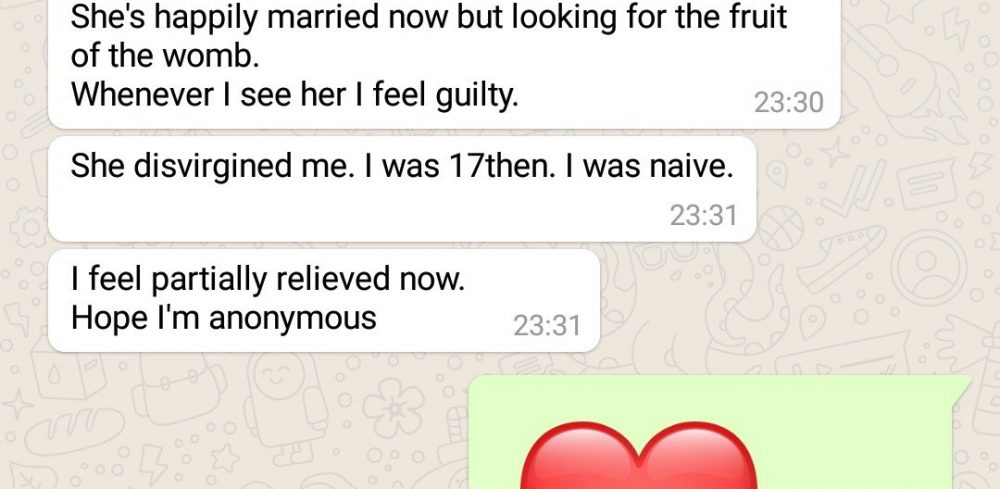 She's happily married now but looking for the fruit
of the womb.
Whenever I see her I feel guilty.
23:30
She disvirgined me. I was 17then. I was naive.
23:31
I feel partially relieved now.
Hope I'm anonymous
23:31